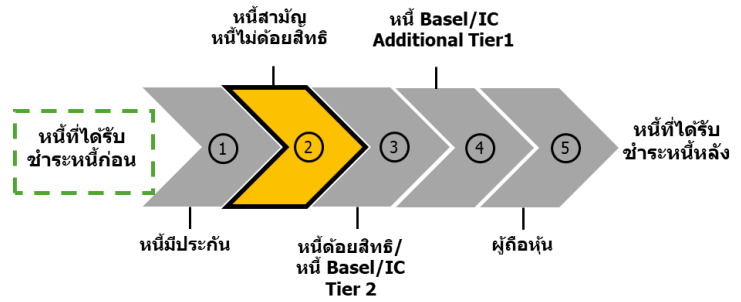 หนี้สามัญ
หนี้ไม่ด้อยสิทธิ
หนี้ Basel/IC
Additional Tier1
หนี้ที่ได้รับ
ชำระหนี้ก่อน
1
2
3
4
5
หนี้ที่ได้รับ
ชำระหนี้หลัง
หนี้มีประกัน
หนี้ด้อยสิทธิ/
หนี้ Basel/IC
Tier 2
ผู้ถือหุ้น